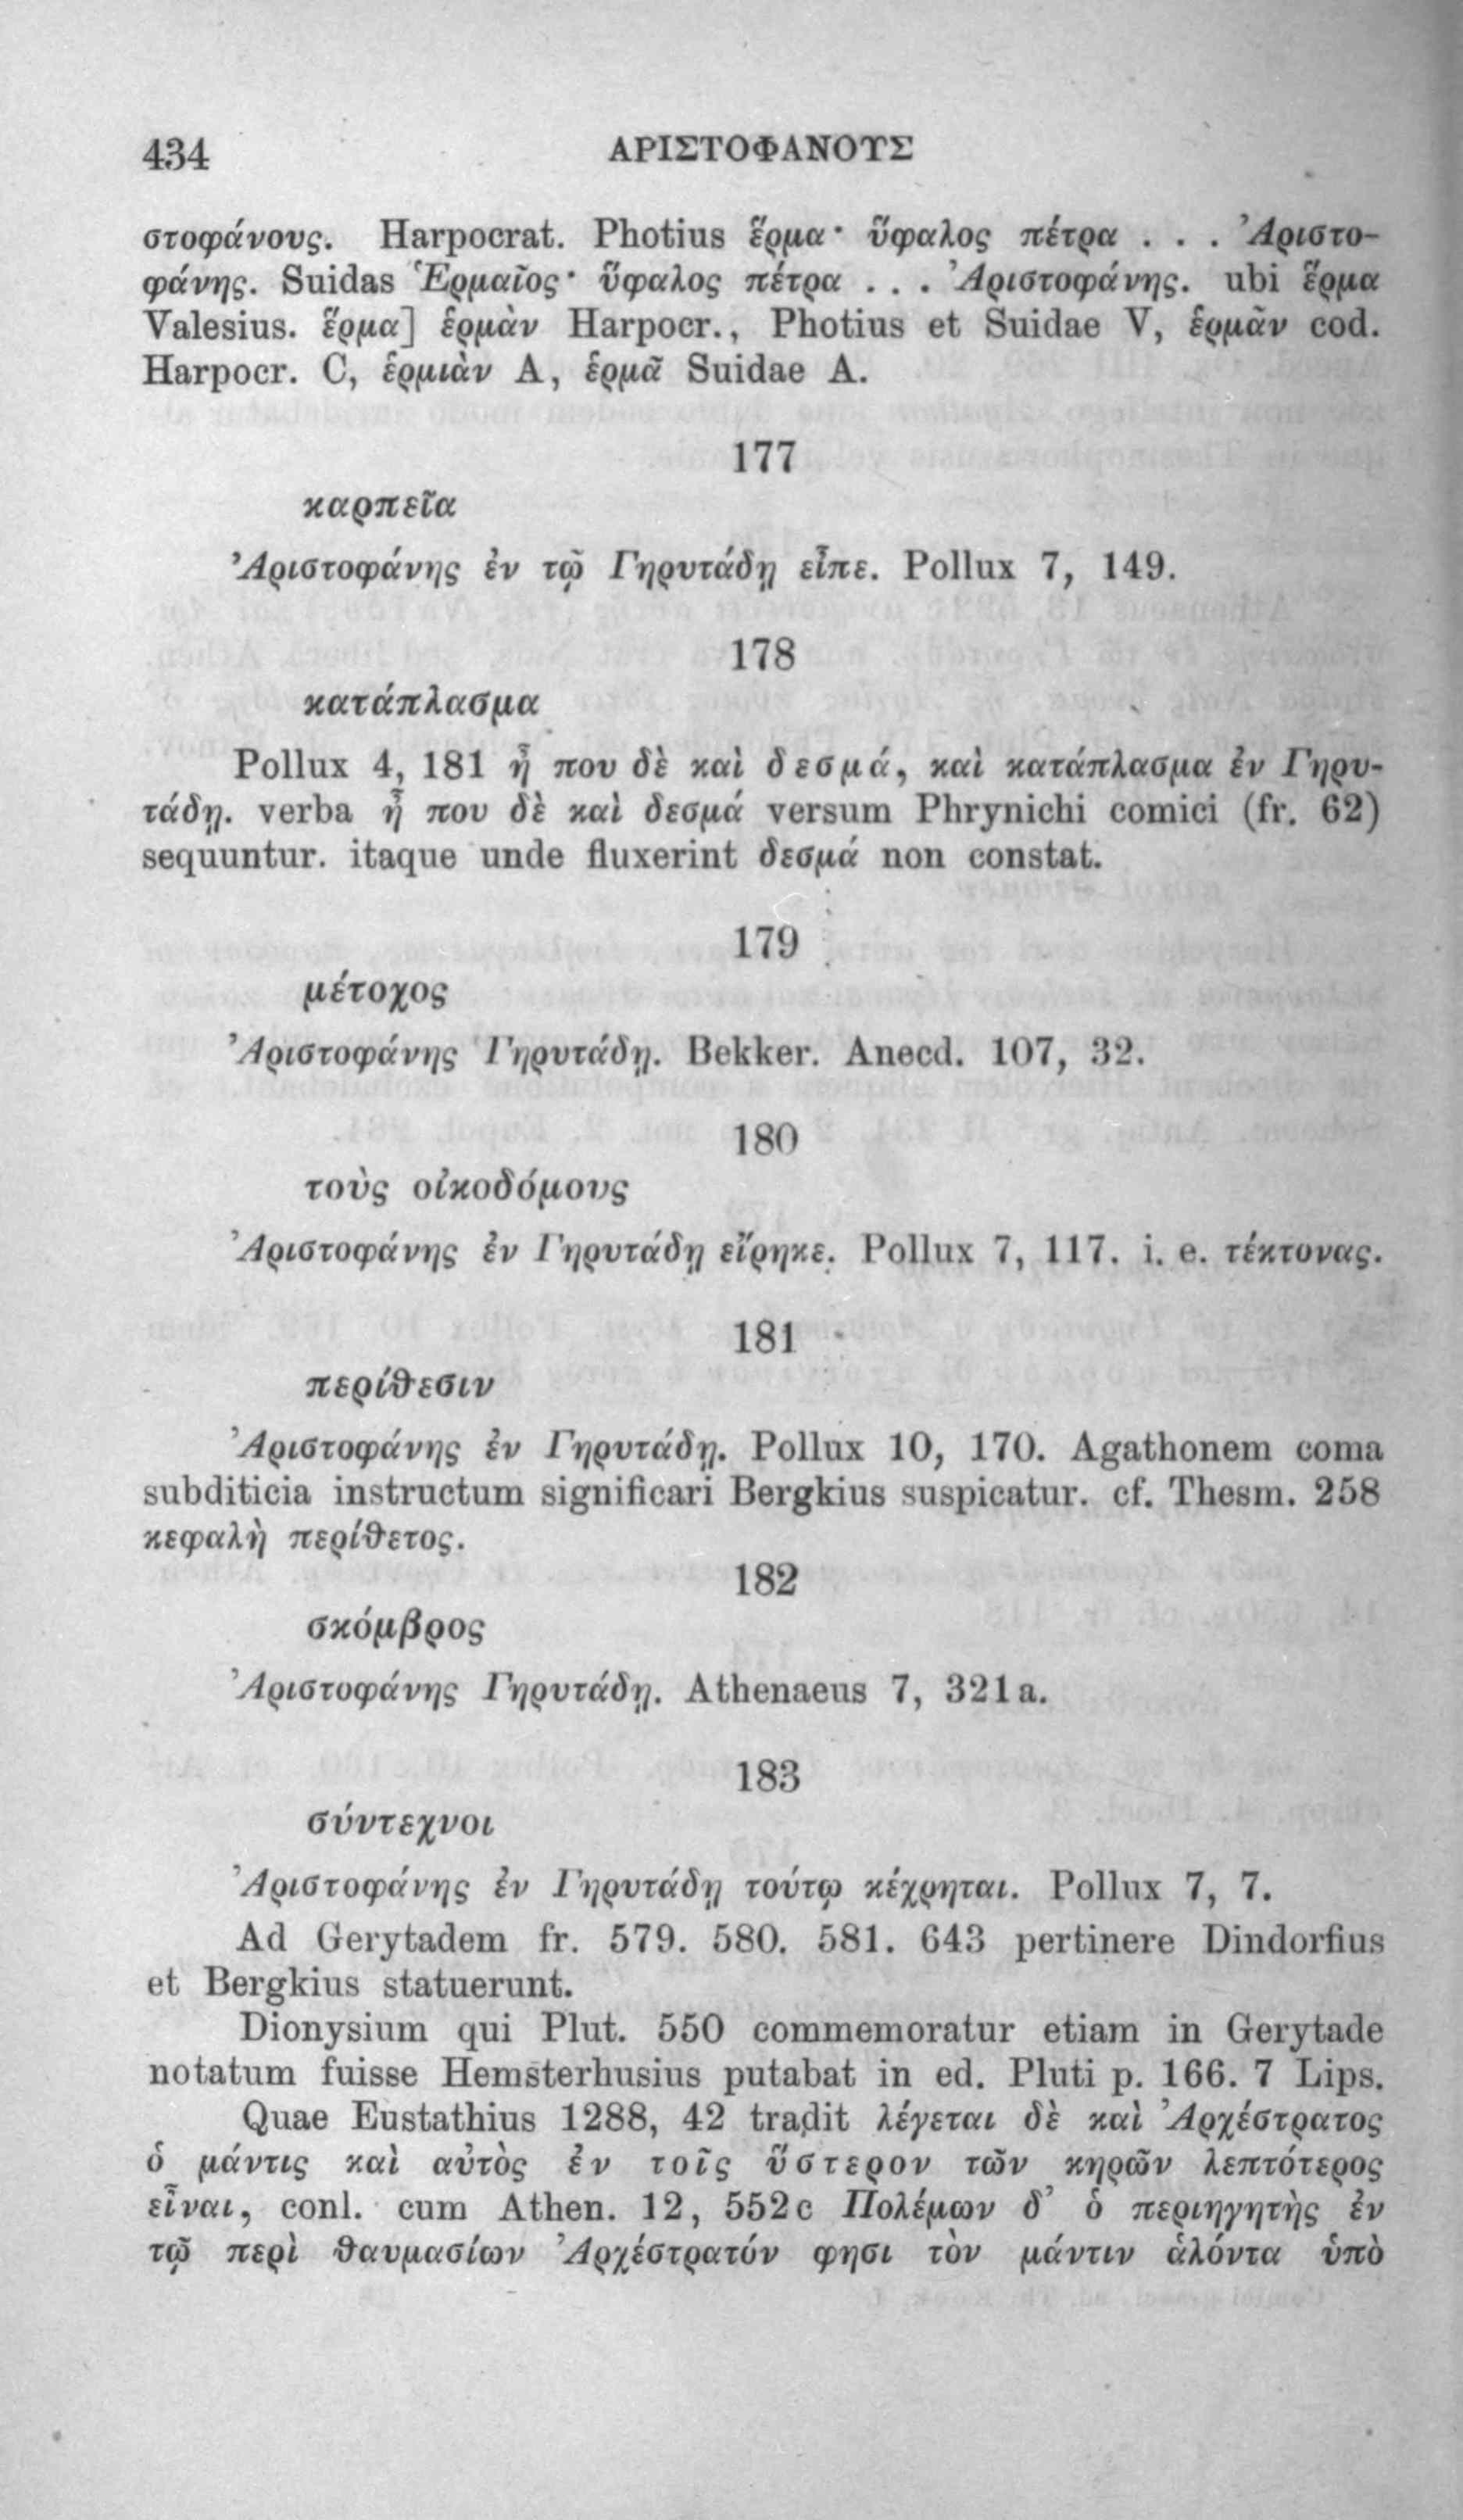 434 ΑΡΙΣΤΟΦΑΝΟΥΣ
στοφάνους. Harpocrat. Photius ἕρμα· ὕφαλος πέτρα . . . Ἀριστο-
φάνης. Suidas Ἑρμαῖος· ὕφαλος πέτρα . . . Ἀριστοφάνης. ubi ἕρμα
Valesius. ἕρμα] ἑρμὰν Harpocr., Photius et Suidae V, ἑρμᾶν cod.
Harpocr. C, ἑρμιὰν A, ἑρμᾶ Suidae A.
177
καρπεῖα
Ἀριστοφάνης ἐν τῷ Γηρυτάδῃ εἶπε. Pollux 7, 149.
178
κατάπλασμα
Pollux 4, 181 ἦ που δὲ καὶ δεσμά, καὶ κατάπλασμα ἐν Γηρυ-
τάδῃ. verba ἦ που δὲ καὶ δεσμά versum Phrynichi comici (fr. 62)
sequuntur. itaque unde fluxerint δεσμά non constat.
179
μέτοχος
Ἀριστοφάνης Γηρυτάδῃ. Bekker. Anecd. 107, 32.
180
τοὺς οἰκοδόμους
Ἀριστοφάνης ἐν Γηρυτάδῃ εἴρηκε. Pollux 7, 117. i. e. τέκτονας.
181
περίθεσιν
Ἀριστοφάνης ἐν Γηρυτάδῃ. Pollux 10, 170. Agathonem coma
subditicia instructum significari Bergkius suspicatur. cf. Thesm. 258
κεφαλὴ περίθετος.
182
σκόμβρος
Ἀριστοφάνης Γηρυτάδῃ. Athenaeus 7, 321a.
183
σύντεχνοι
Ἀριστοφάνης ἐν Γηρυτάδῃ τούτῳ κέχρηται. Pollux 7, 7.
Ad Gerytadem fr. 579. 580. 581. 643 pertinere Dindorfius
et Bergkius statuerunt.
Dionysium qui Plut. 550 commemoratur etiam in Gerytade
notatum fuisse Hemsterhusius putabat in ed. Pluti p. 166. 7 Lips.
Quae Eustathius 1288, 42 tradit λέγεται δὲ καὶ Ἀρχέστρατος
ὁ μάντις καὶ αὐτὸς ἐν τοῖς ὕστερον τῶν κηρῶν λεπτότερος
εἶναι, conl. cum Athen. 12, 552c Πολέμων δ’ ὁ περιηγητὴς ἐν
τῷ περὶ θαυμασίων Ἀρχέστρατόν φησι τὸν μάντιν ἁλόντα ὑπὸ